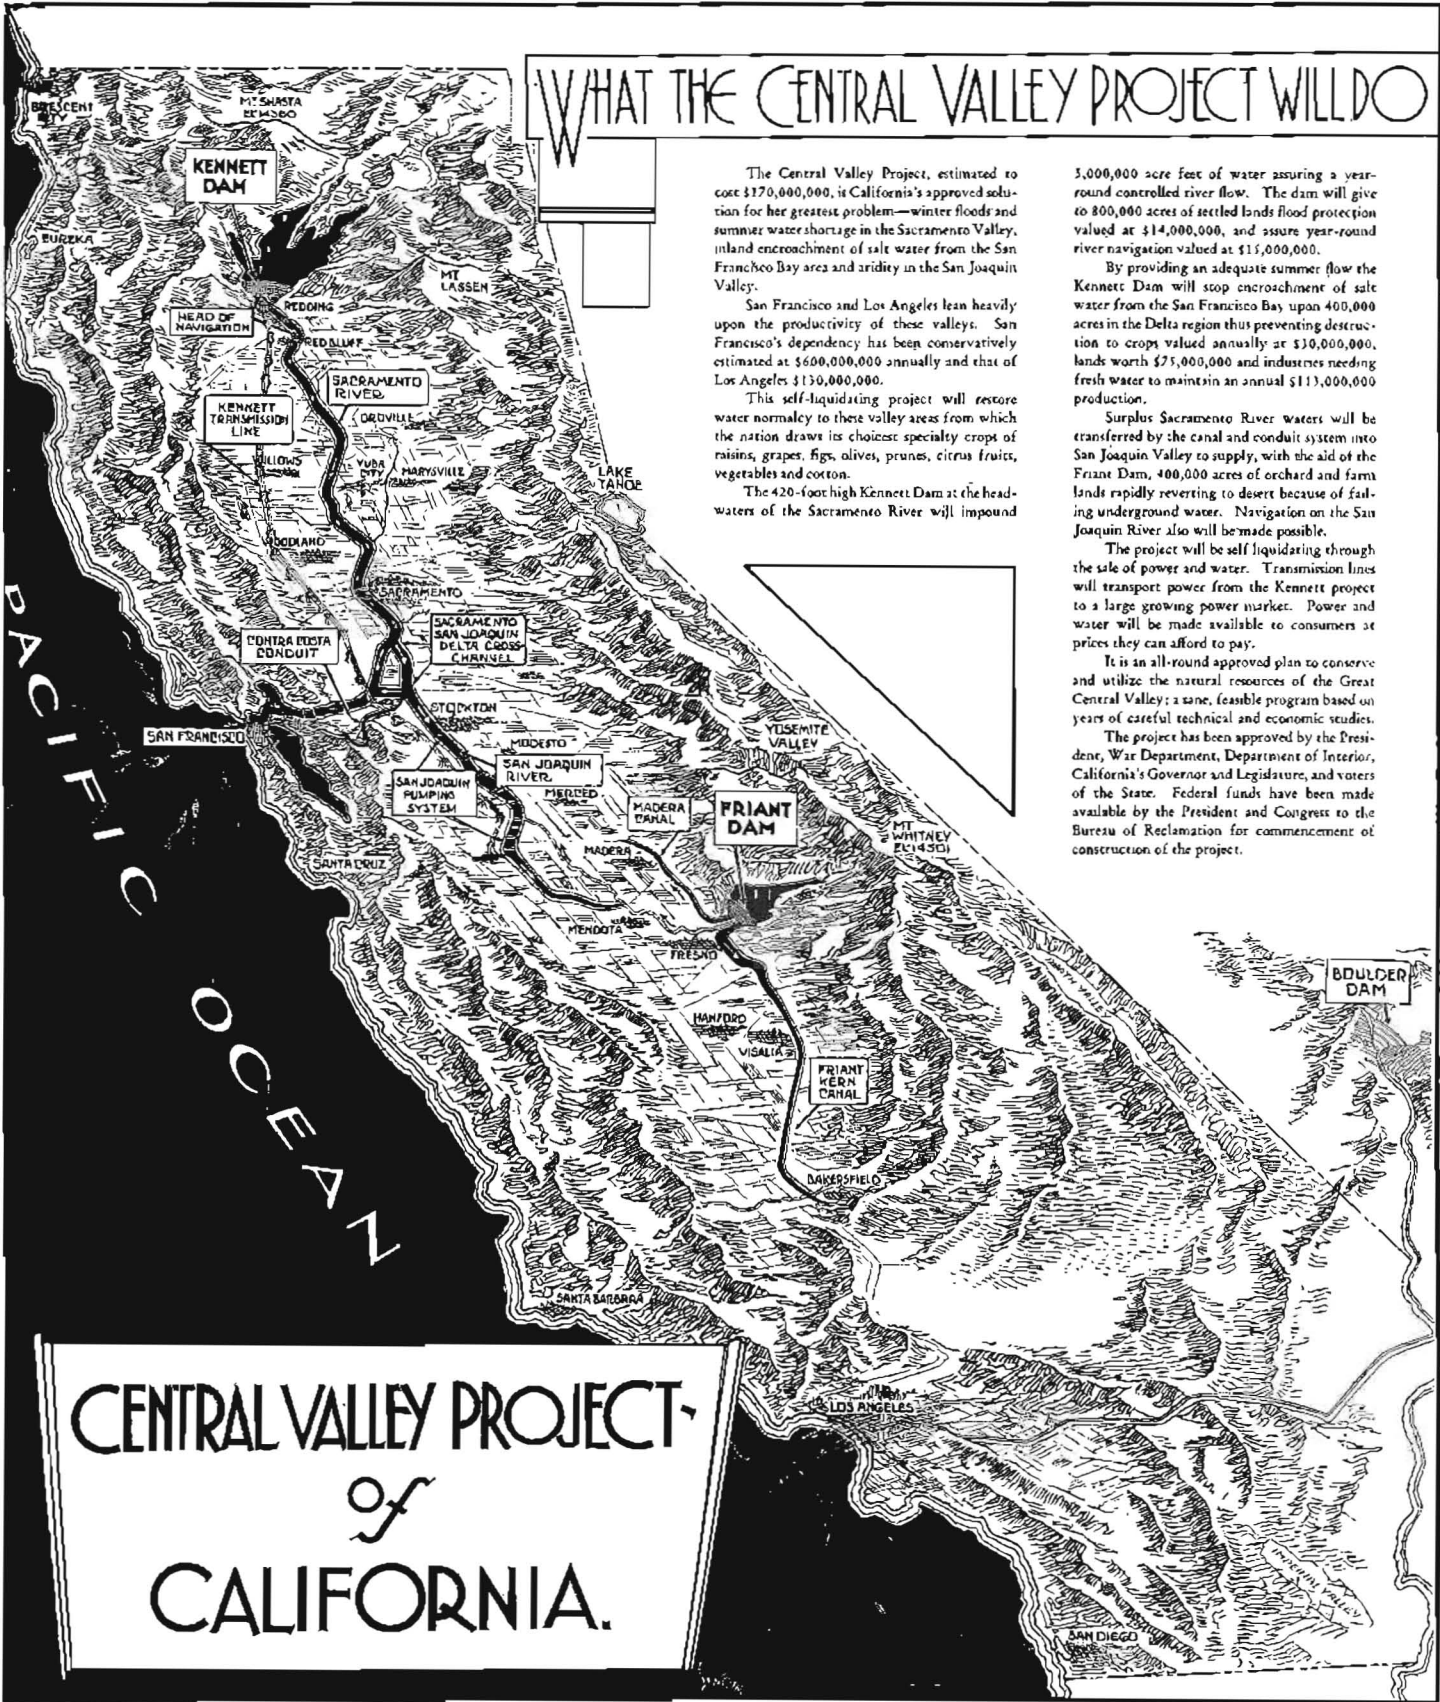 WHAT THE CENTRAL VALLEY PROJECT WILL DO
The Central Valley Project, estimated to
cost $170,000,000, is California's approved solu-
tion for her greatest problem—winter floods and
summer water shortage in the Sacramento Valley,
inland encroachment of salt water from the San
Francisco Bay area and aridity in the San Joaquin
Valley.
San Francisco and Los Angeles lean heavily
upon the productivity of these valleys. San
Francisco's dependency has been conservatively
estimated at $600,000,000 annually and that of
Los Angeles $130,000,000.
This self-liquidating project will restore
water normalcy to these valley areas from which
the nation draws its choicest specialty crops of
raisins, grapes, figs, olives, prunes, citrus fruits,
vegetables and cotton.
The 420-foot high Kennett Dam at the head-
waters of the Sacramento River will impound
3,000,000 acre feet of water assuring a year-
round controlled river flow. The dam will give
to 800,000 acres of settled lands flood protection
valued at $14,000,000, and assure year-round
river navigation valued at $15,000,000.
By providing an adequate summer flow the
Kennett Dam will stop encroachment of salt
water from the San Francisco Bay upon 400,000
acres in the Delta region thus preventing destruc-
tion to crops valued annually at $30,000,000,
lands worth $75,000,000 and industries needing
fresh water to maintain an annual $113,000,000
production.
Surplus Sacramento River waters will be
transferred by the canal and conduit system into
San Joaquin Valley to supply, with the aid of the
Friant Dam, 400,000 acres of orchard and farm
lands rapidly reverting to desert because of fail-
ing underground water. Navigation on the San
Joaquin River also will be made possible.
The project will be self liquidating through
the sale of power and water. Transmission lines
will transport power from the Kennett project
to a large growing power market. Power and
water will be made available to consumers at
prices they can afford to pay.
It is an all-round approved plan to conserve
and utilize the natural resources of the Great
Central Valley; a sane, feasible program based on
years of careful technical and economic studies.
The project has been approved by the Presi-
dent, War Department, Department of Interior,
California's Governor and Legislature, and voters
of the State. Federal funds have been made
available by the President and Congress to the
Bureau of Reclamation for commencement of
construction of the project.
MT SHASTA
KENNETT
DAM
EUREKA
MT
LASSEN
REDDING
HEAD OF
NAVIGATION
RED BLUFF
SACRAMENTO
RIVER
KENNETT
TRANSMISSION
LINE
OROVILLE
WILLOWS
YUBA
CITY
MARYSVILLE
LAKE
TAHOE
WOODLAND
SACRAMENTO
CONTRA COSTA
CONDUIT
SACRAMENTO
SAN JOAQUIN
DELTA CROSS
CHANNEL
STOCKTON
SAN FRANCISCO
MODESTO
YOSEMITE
VALLEY
SAN JOAQUIN
RIVER
SAN JOAQUIN
PUMPING
SYSTEM
MERCED
MADERA
CANAL
FRIANT
DAM
MT
WHITNEY
EL 14501
MADERA
SANTA CRUZ
MENDOTA
FRESNO
BOULDER
DAM
HANFORD
VISALIA
FRIANT
KERN
CANAL
BAKERSFIELD
PACIFIC OCEAN
SANTA BARBARA
LOS ANGELES
IMPERIAL VALLEY
SAN DIEGO
CENTRAL VALLEY PROJECT-
of
CALIFORNIA.